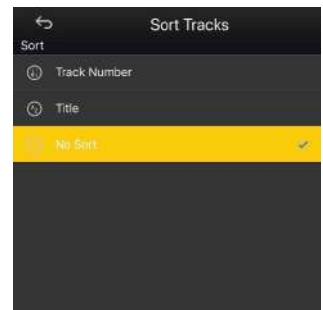 Sort Tracks
Sort
Track Number
Title
No Sort